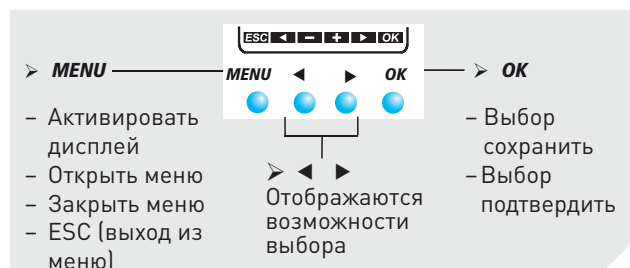 ESC ◄ – + ► OK
MENU ◄ ► OK
➢ MENU
– Активировать
дисплей
– Открыть меню
– Закрыть меню
– ESC (выход из
меню)
➢ ◄ ►
Отображаются
возможности
выбора
➢ OK
– Выбор
сохранить
– Выбор
подтвердить